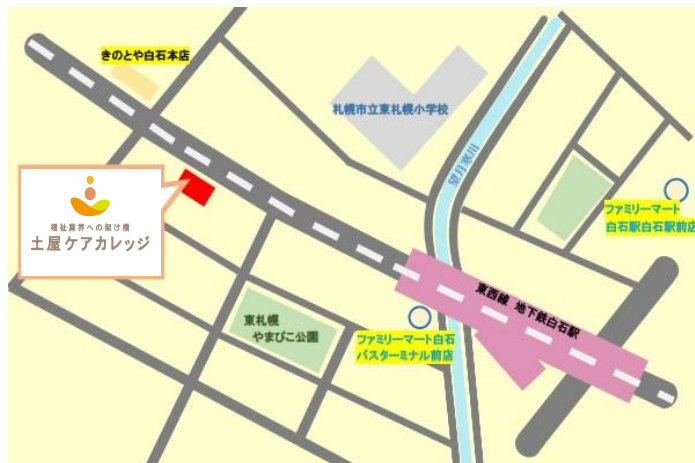 きのとや白石本店
札幌市立東札幌小学校
月寒川
福祉業界への架け橋
土屋ケアカレッジ
ファミリーマート
白石駅白石駅前店
東西線 地下鉄白石駅
東札幌
やまびこ公園
ファミリーマート白石
バスターミナル前店